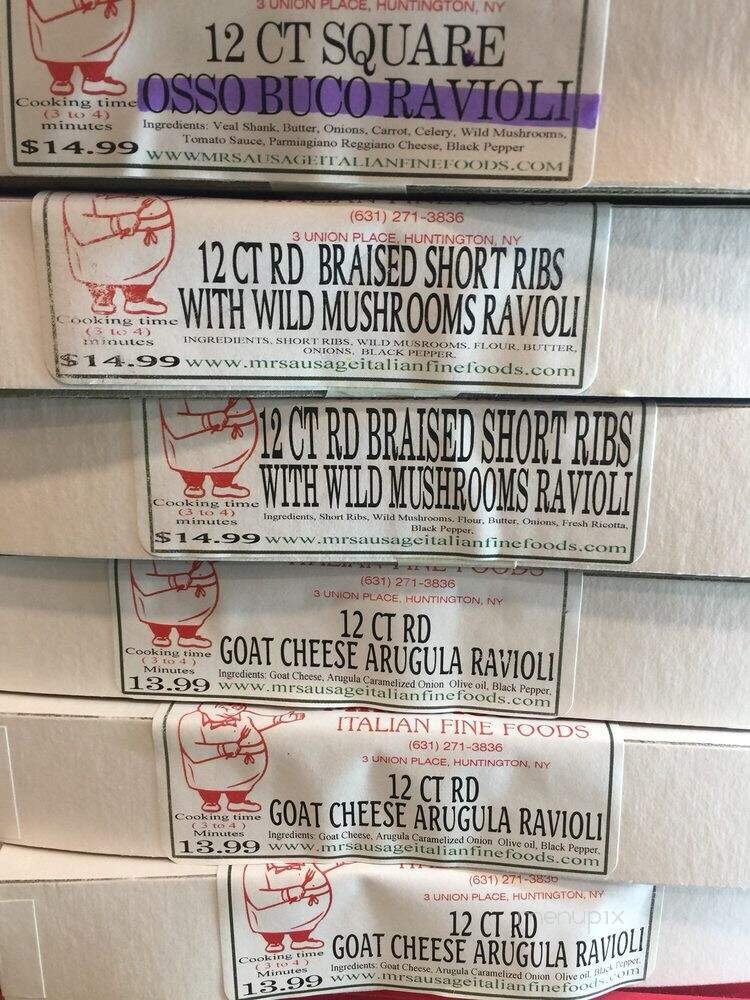 3 UNION PLACE, HUNTINGTON, NY
12 CT SQUARE
OSSO BUCO RAVIOLI
Cooking time
(3 to 4)
minutes
Ingredients: Veal Shank, Butter, Onions, Carrot, Celery, Wild Mushrooms,
Tomato Sauce, Parmiagiano Reggiano Cheese, Black Pepper
$14.99
WWW.MRSAUSAGEITALIANFINEFOODS.COM
(631) 271-3836
3 UNION PLACE, HUNTINGTON, NY
12 CT RD BRAISED SHORT RIBS
WITH WILD MUSHROOMS RAVIOLI
Cooking time
(3 to 4)
minutes
INGREDIENTS, SHORT RIBS, WILD MUSROOMS, FLOUR, BUTTER,
ONIONS, BLACK PEPPER.
$14.99 www.mrsausageitalianfinefoods.com
12 CT RD BRAISED SHORT RIBS
WITH WILD MUSHROOMS RAVIOLI
Cooking time
(3 to 4)
minutes
Ingredients, Short Ribs, Wild Mushrooms, Flour, Butter, Onions, Fresh Ricotta,
Black Pepper.
$14.99 www.mrsausageitalianfinefoods.com
(631) 271-3836
3 UNION PLACE, HUNTINGTON, NY
12 CT RD
GOAT CHEESE ARUGULA RAVIOLI
Cooking time
(3 to 4)
Minutes
Ingredients: Goat Cheese, Arugula Caramelized Onion Olive oil, Black Pepper,
13.99 www.mrsausageitalianfinefoods.com
ITALIAN FINE FOODS
(631) 271-3836
3 UNION PLACE, HUNTINGTON, NY
12 CT RD
GOAT CHEESE ARUGULA RAVIOLI
Cooking time
(3 to 4)
Minutes
Ingredients: Goat Cheese, Arugula Caramelized Onion Olive oil, Black Pepper,
13.99 www.mrsausageitalianfinefoods.com
(631) 271-3836
3 UNION PLACE, HUNTINGTON, NY
12 CT RD
GOAT CHEESE ARUGULA RAVIOLI
Cooking time
(3 to 4)
Minutes
Ingredients: Goat Cheese, Arugula Caramelized Onion Olive oil, Black Pepper,
13.99 www.mrsausageitalianfinefoods.com
menupix